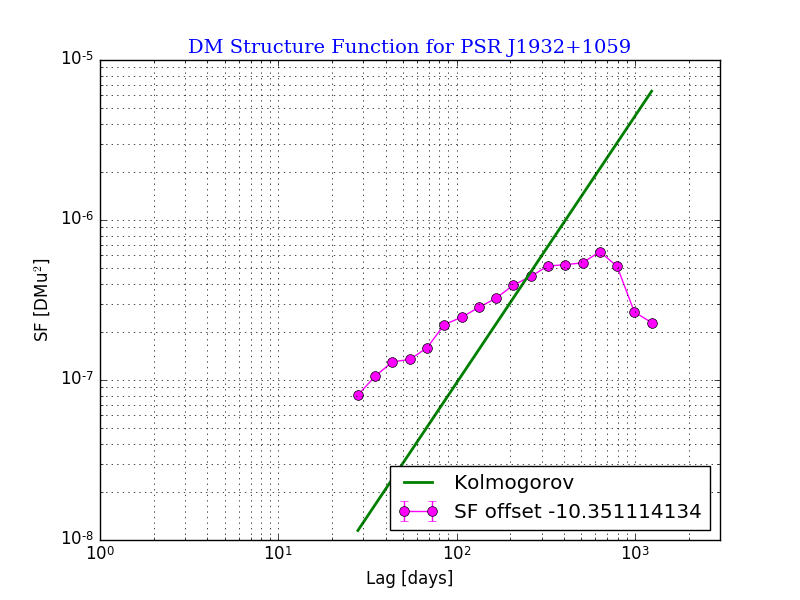 DM Structure Function for PSR J1932+1059
10⁻⁵
10⁻⁶
10⁻⁷
10⁻⁸
SF [DMu²]
Kolmogorov
SF offset -10.351114134
10⁰ 10¹ 10² 10³
Lag [days]